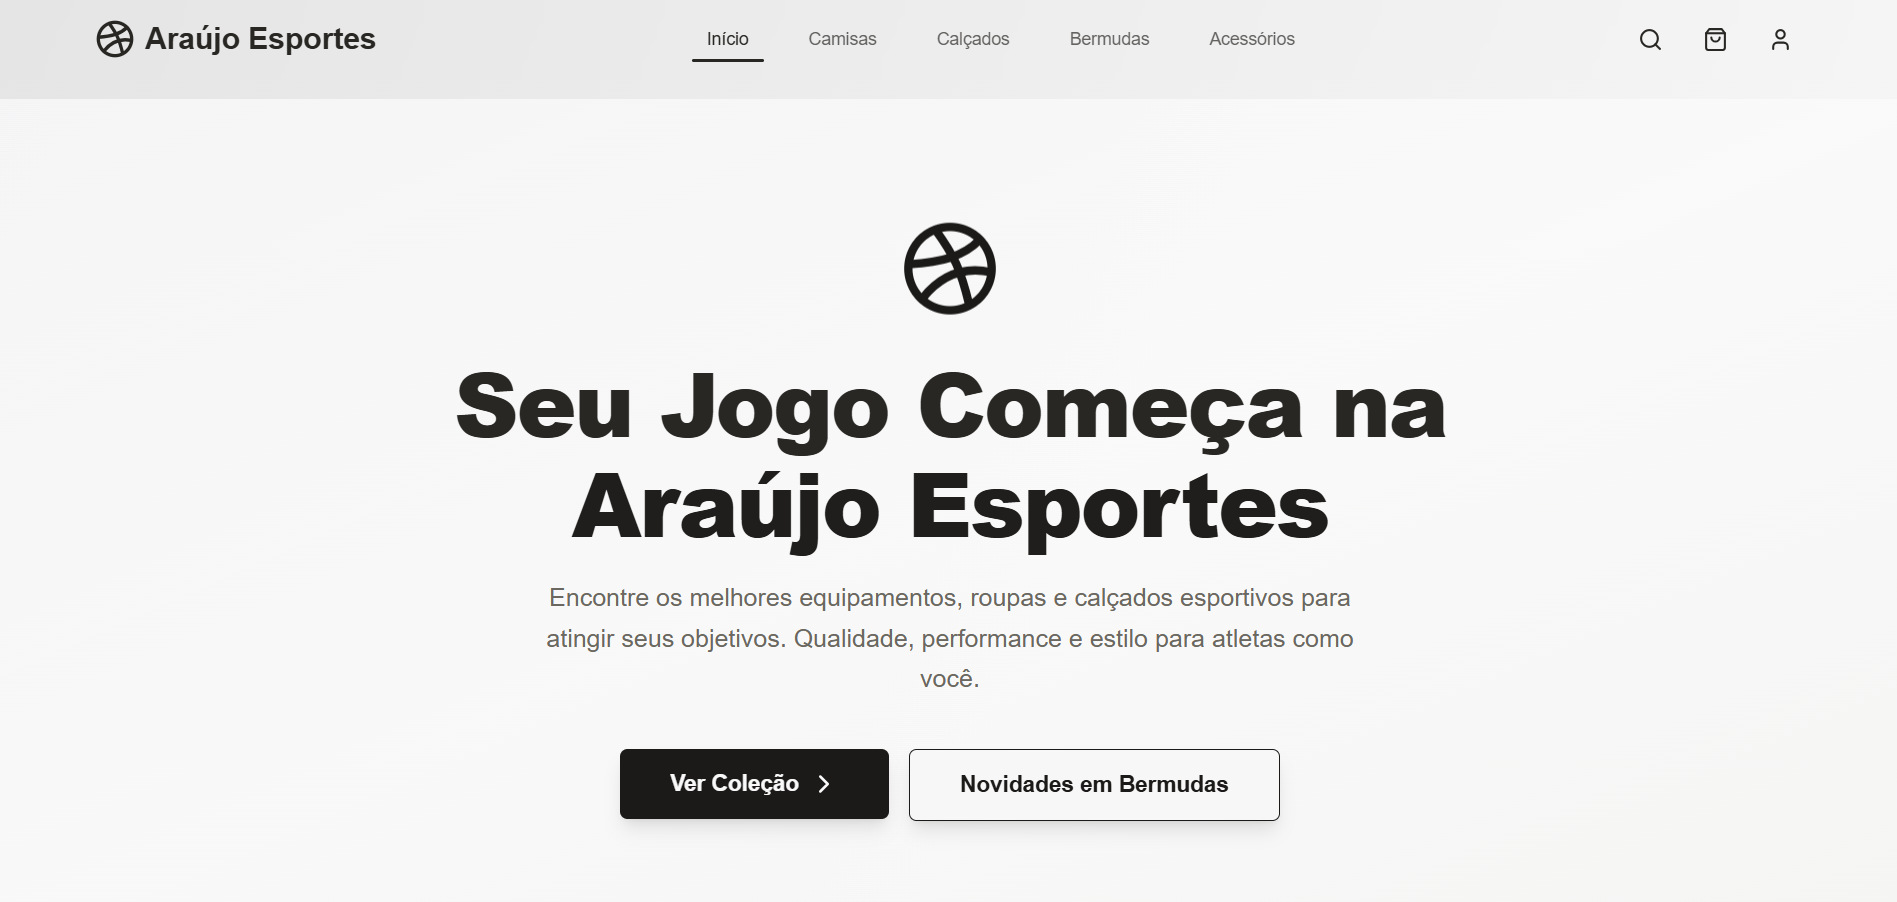 Araújo Esportes
Início
Camisas
Calçados
Bermudas
Acessórios
Seu Jogo Começa na
Araújo Esportes
Encontre os melhores equipamentos, roupas e calçados esportivos para
atingir seus objetivos. Qualidade, performance e estilo para atletas como
você.
Ver Coleção
Novidades em Bermudas